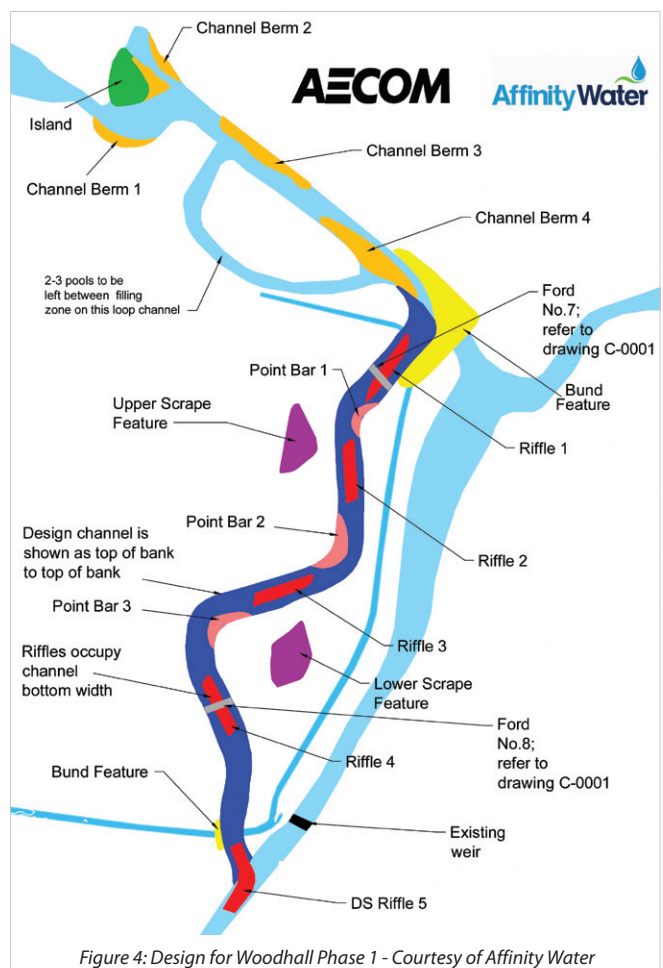 Channel Berm 2
AECOM
AffinityWater
Island
Channel Berm 3
Channel Berm 1
Channel Berm 4
2-3 pools to be
left between filling
zone on this loop channel
Ford
No.7;
refer to
drawing C-0001
Point Bar 1
Bund
Feature
Upper Scrape
Feature
Riffle 1
Point Bar 2
Design channel is
shown as top of bank
to top of bank
Riffle 2
Point Bar 3
Riffle 3
Riffles occupy
channel
bottom width
Lower Scrape
Feature
Ford
No.8;
refer to
drawing C-0001
Riffle 4
Bund Feature
Existing
weir
DS Riffle 5
Figure 4: Design for Woodhall Phase 1 - Courtesy of Affinity Water